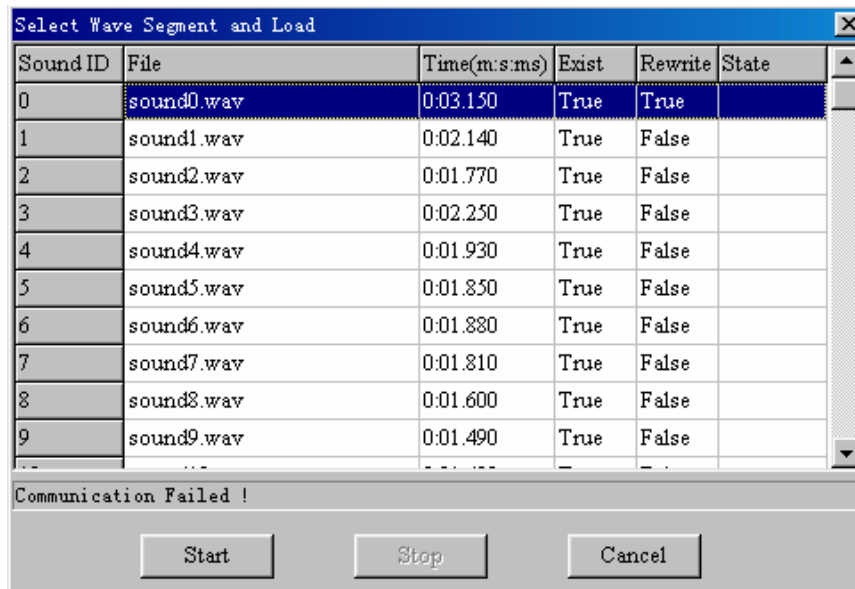 Select Wave Segment and Load
Sound ID File Time(m:s:ms) Exist Rewrite State
0 sound0.wav 0:03.150 True True
1 sound1.wav 0:02.140 True False
2 sound2.wav 0:01.770 True False
3 sound3.wav 0:02.250 True False
4 sound4.wav 0:01.930 True False
5 sound5.wav 0:01.850 True False
6 sound6.wav 0:01.880 True False
7 sound7.wav 0:01.810 True False
8 sound8.wav 0:01.600 True False
9 sound9.wav 0:01.490 True False
Communication Failed !
Start Stop Cancel